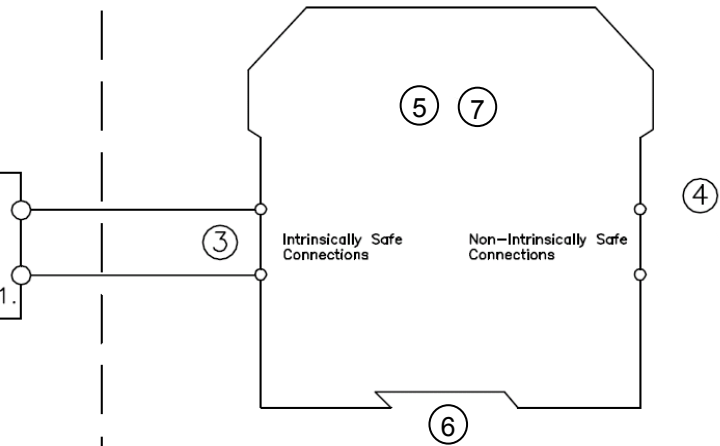 5 7
4
3
Intrinsically Safe
Connections
Non-Intrinsically Safe
Connections
1.
6